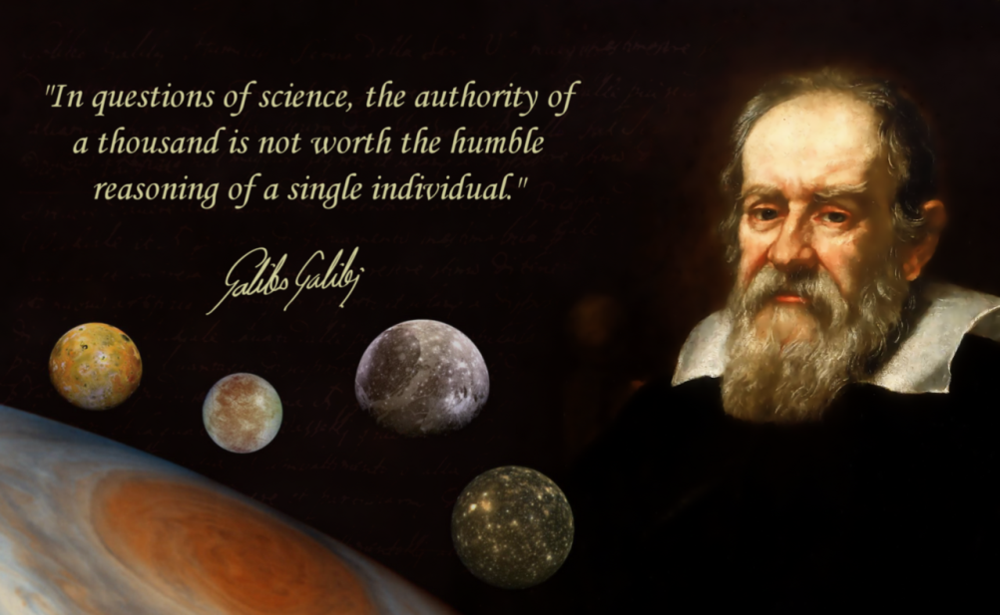 "In questions of science, the authority of
a thousand is not worth the humble
reasoning of a single individual."
Galileo Galilei